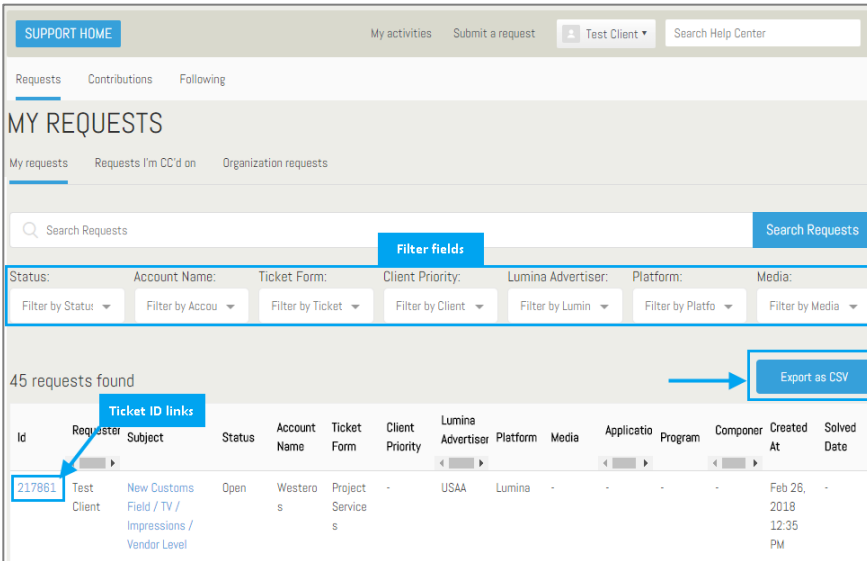 SUPPORT HOME
My activities
Submit a request
Test Client
Search Help Center
Requests
Contributions
Following
MY REQUESTS
My requests
Requests I'm CC'd on
Organization requests
Search Requests
Search Requests
Filter fields
Status:
Account Name:
Ticket Form:
Client Priority:
Lumina Advertiser:
Platform:
Media:
Filter by Status
Filter by Accou
Filter by Ticket
Filter by Client
Filter by Lumin
Filter by Platfo
Filter by Media
45 requests found
Export as CSV
Ticket ID links
Id
Requester
Subject
Status
Account
Name
Ticket
Form
Client
Priority
Lumina
Advertiser
Platform
Media
Applicatio
Program
Componer
Created
At
Solved
Date
217861
Test
Client
New Customs
Field / TV /
Impressions /
Vendor Level
Open
Westero
s
Project
Service
s
-
USAA
Lumina
-
-
-
-
Feb 26,
2018
12:35
PM
-